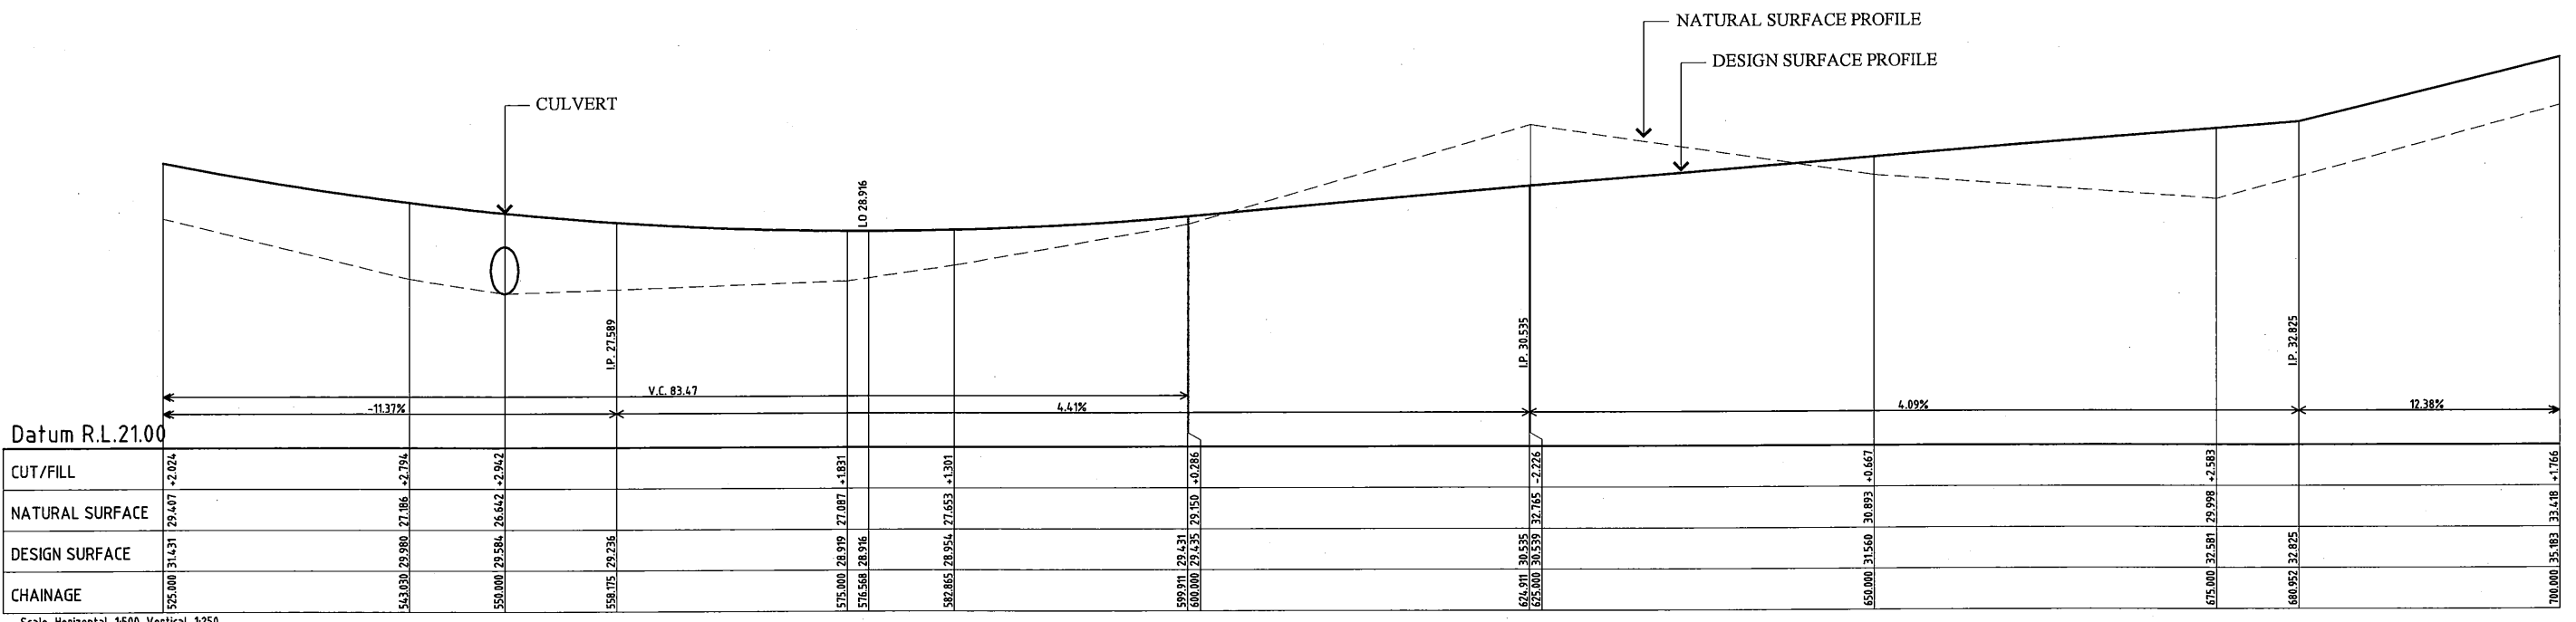 NATURAL SURFACE PROFILE
DESIGN SURFACE PROFILE
CULVERT
LO 28.916
I.P. 27.589
I.P. 30.535
I.P. 32.825
V.C. 83.47
-11.37% 4.41% 4.09% 12.38%
Datum R.L.21.00
CUT/FILL +2.024 +2.794 +2.942 +1.831 +1.301 +0.286 -2.226 +0.667 +2.583 +1.766
NATURAL SURFACE 29.407 27.186 26.642 27.087 27.653 29.150 32.765 30.893 29.998 33.418
DESIGN SURFACE 31.431 29.980 29.584 29.236 28.919 28.916 28.954 29.431 29.435 30.535 30.539 31.560 32.581 32.825 35.183
CHAINAGE 525.000 543.030 550.000 558.175 575.000 576.568 582.865 599.911 600.000 624.911 625.000 650.000 675.000 680.952 700.000
Scale Horizontal 1:500 Vertical 1:250